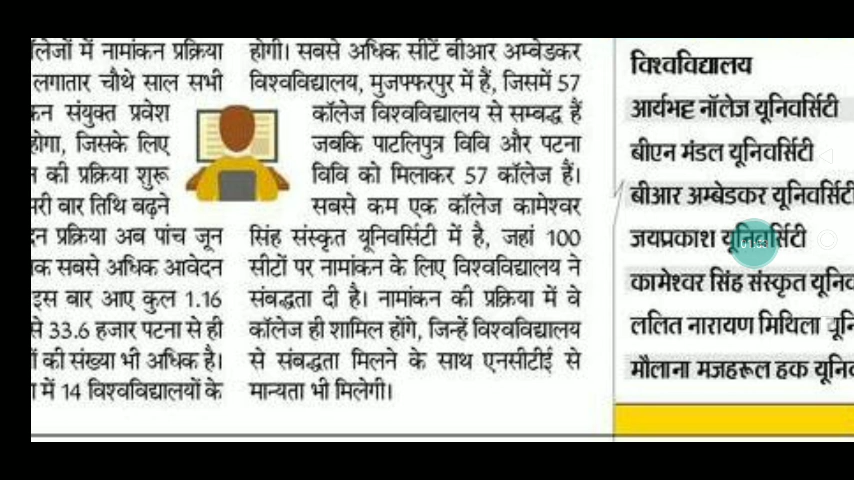 लेजों में नामांकन प्रक्रिया
लगातार चौथे साल सभी
संयुक्त प्रवेश
होगा, जिसके लिए
की प्रक्रिया शुरू
बार तिथि बढ़ने
प्रक्रिया अब पांच जून
सबसे अधिक आवेदन
इस बार आए कुल 1.16
से 33.6 हजार पटना से ही
की संख्या भी अधिक है।
में 14 विश्वविद्यालयों के
होगी। सबसे अधिक सीटें बीआर अम्बेडकर
विश्वविद्यालय, मुजफ्फरपुर में हैं, जिसमें 57
कॉलेज विश्वविद्यालय से सम्बद्ध हैं
जबकि पाटलिपुत्र विवि और पटना
विवि को मिलाकर 57 कॉलेज हैं।
सबसे कम एक कॉलेज कामेश्वर
सिंह संस्कृत यूनिवर्सिटी में है, जहां 100
सीटों पर नामांकन के लिए विश्वविद्यालय ने
संबद्धता दी है। नामांकन की प्रक्रिया में वे
कॉलेज ही शामिल होंगे, जिन्हें विश्वविद्यालय
से संबद्धता मिलने के साथ एनसीटीई से
मान्यता भी मिलेगी।
विश्वविद्यालय
आर्यभट्ट नॉलेज यूनिवर्सिटी
बीएन मंडल यूनिवर्सिटी
बीआर अम्बेडकर यूनिवर्सिटी
जयप्रकाश यूनिवर्सिटी
कामेश्वर सिंह संस्कृत यूनिव
ललित नारायण मिथिला यूनि
मौलाना मजहरूल हक यूनिव